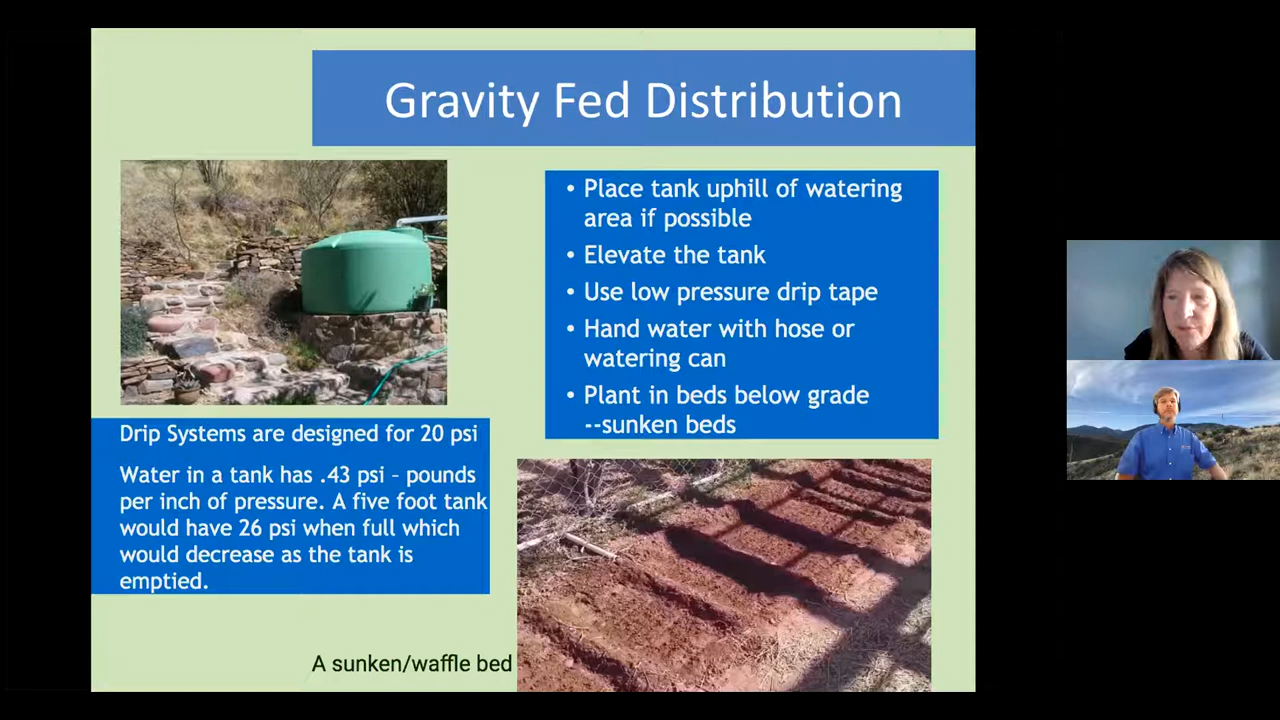 Gravity Fed Distribution
• Place tank uphill of watering
area if possible
• Elevate the tank
• Use low pressure drip tape
• Hand water with hose or
watering can
• Plant in beds below grade
--sunken beds
Drip Systems are designed for 20 psi
Water in a tank has .43 psi – pounds
per inch of pressure. A five foot tank
would have 26 psi when full which
would decrease as the tank is
emptied.
A sunken/waffle bed